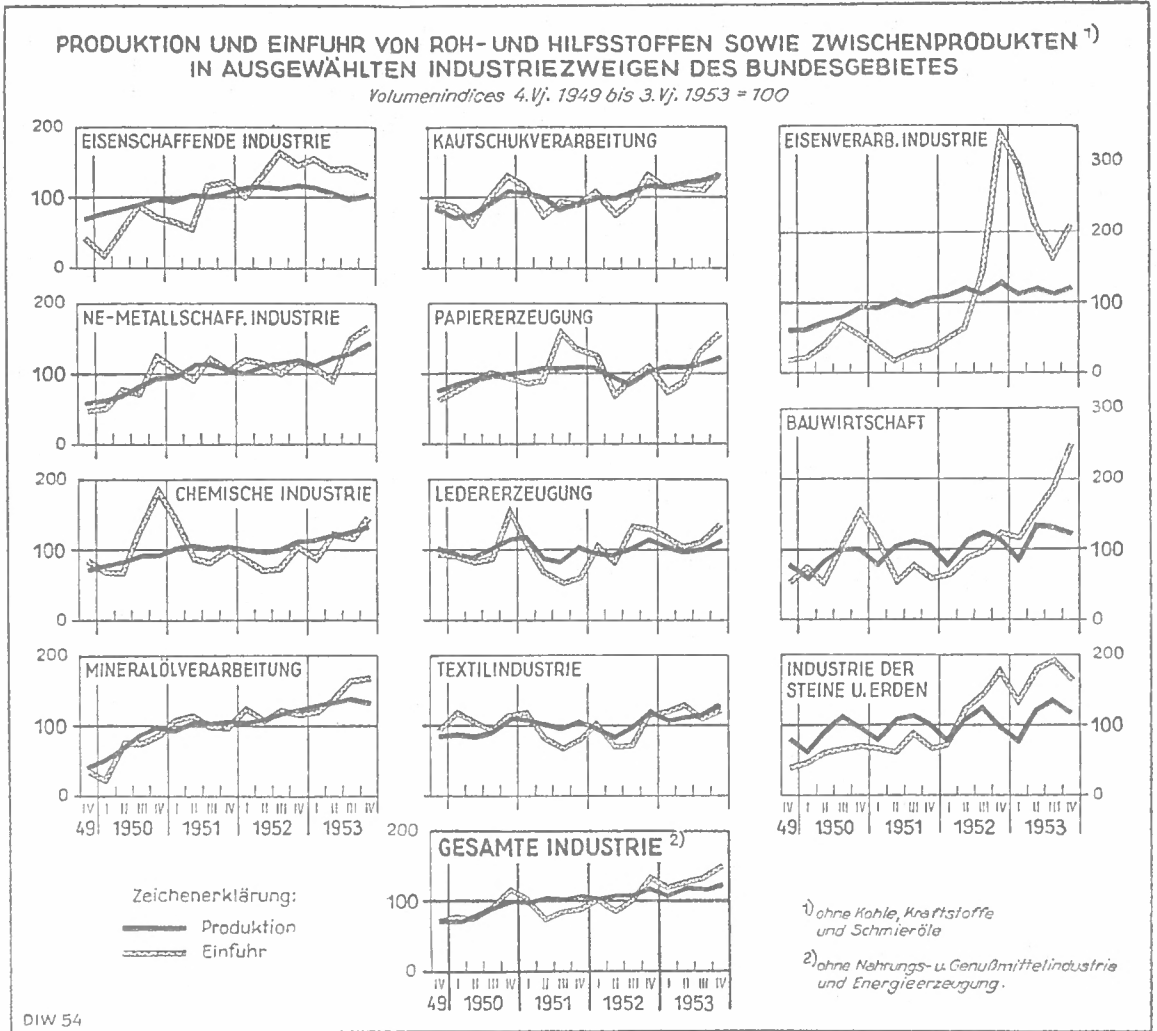 PRODUKTION UND EINFUHR VON ROH- UND HILFSSTOFFEN SOWIE ZWISCHENPRODUKTEN 1)
IN AUSGEWÄHLTEN INDUSTRIEZWEIGEN DES BUNDESGEBIETES
Volumenindices 4. Vj. 1949 bis 3. Vj. 1953 = 100
EISENSCHAFFENDE INDUSTRIE
200
100
0
KAUTSCHUKVERARBEITUNG
EISENVERARB. INDUSTRIE
300
200
100
0
NE-METALLSCHAFF. INDUSTRIE
200
100
0
PAPIERERZEUGUNG
BAUWIRTSCHAFT
300
200
100
0
CHEMISCHE INDUSTRIE
200
100
0
LEDERERZEUGUNG
MINERALÖLVERARBEITUNG
200
100
0
IV I II III IV I II III IV I II III IV I II III IV
49 1950 1951 1952 1953
TEXTILINDUSTRIE
INDUSTRIE DER
STEINE U. ERDEN
200
100
0
IV I II III IV I II III IV I II III IV I II III IV
49 1950 1951 1952 1953
GESAMTE INDUSTRIE 2)
200
100
0
IV I II III IV I II III IV I II III IV I II III IV
49 1950 1951 1952 1953
Zeichenerklärung:
Produktion
Einfuhr
1) ohne Kohle, Kraftstoffe
und Schmieröle
2) ohne Nahrungs- u. Genußmittelindustrie
und Energieerzeugung.
DIW 54